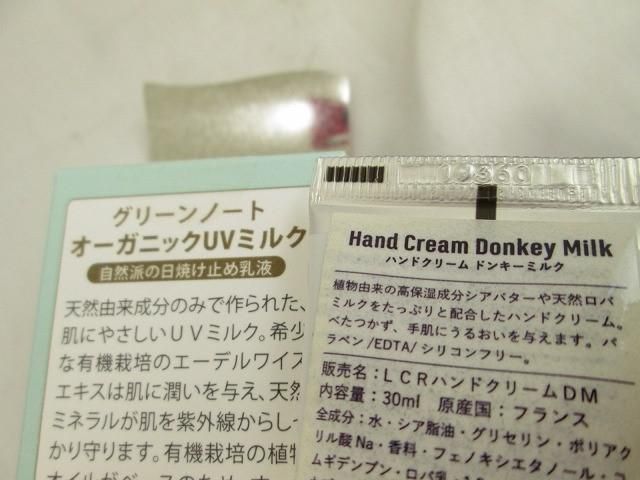 グリーンノート
オーガニックUVミルク
自然派の日焼け止め乳液
天然由来成分のみで作られた、
肌にやさしいUVミルク。希少
な有機栽培のエーデルワイス
エキスは肌に潤いを与え、天然
ミネラルが肌を紫外線からしっ
かり守ります。有機栽培の植物
オイルがベースのため、す
Hand Cream Donkey Milk
ハンドクリーム ドンキーミルク
植物由来の高保湿成分シアバターや天然ロバ
ミルクをたっぷりと配合したハンドクリーム。
べたつかず、手肌にうるおいを与えます。パ
ラベン/EDTA/シリコンフリー。
販売名:LCRハンドクリームDM
内容量:30ml 原産国:フランス
全成分:水・シア脂油・グリセリン・ポリアク
リル酸Na・香料・フェノキシエタノール・コ
ムギデンプン・ロバ乳